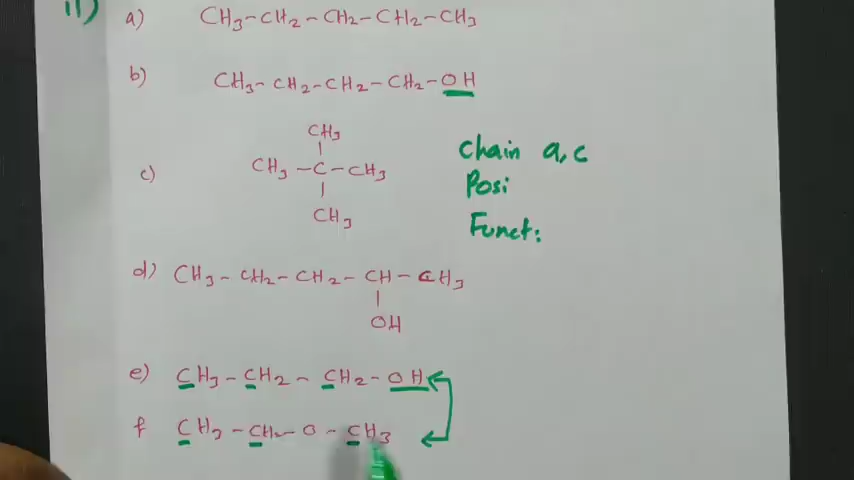 11)
a) CH3-CH2-CH2-CH2-CH3
b) CH3-CH2-CH2-CH2-OH
CH3
c) CH3-C-CH3
CH3
chain a,c
Posi
Funct:
d) CH3-CH2-CH2-CH-CH3
OH
e) CH3-CH2-CH2-OH
f CH3-CH2-O-CH3